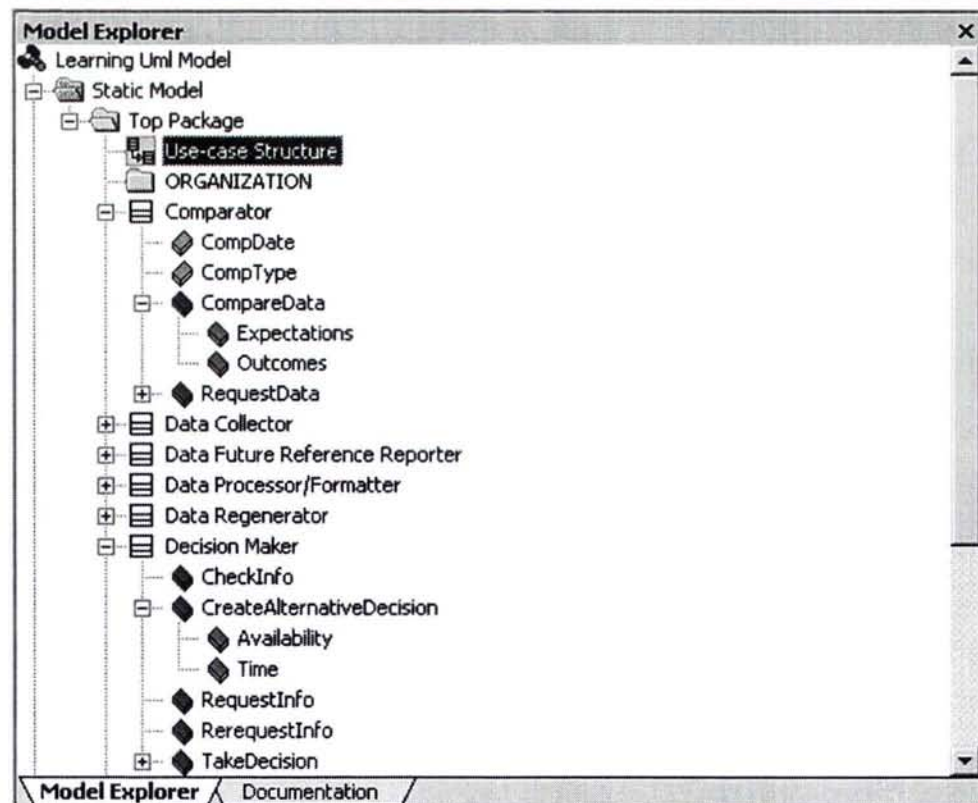 Model Explorer
Learning Uml Model
Static Model
Top Package
Use-case Structure
ORGANIZATION
Comparator
CompDate
CompType
CompareData
Expectations
Outcomes
RequestData
Data Collector
Data Future Reference Reporter
Data Processor/Formatter
Data Regenerator
Decision Maker
CheckInfo
CreateAlternativeDecision
Availability
Time
RequestInfo
RerequestInfo
TakeDecision
Model Explorer Documentation